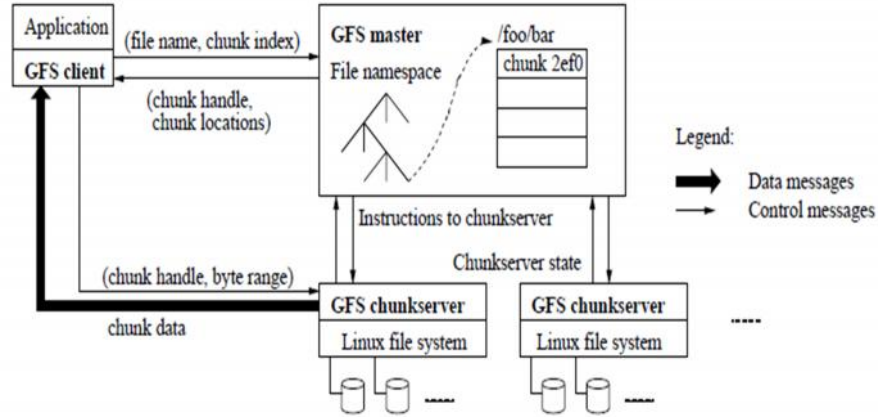 Application
GFS client
(file name, chunk index)
(chunk handle,
chunk locations)
GFS master
File namespace
/foo/bar
chunk 2ef0
Legend:
Data messages
Control messages
Instructions to chunkserver
Chunkserver state
(chunk handle, byte range)
chunk data
GFS chunkserver
Linux file system
GFS chunkserver
Linux file system